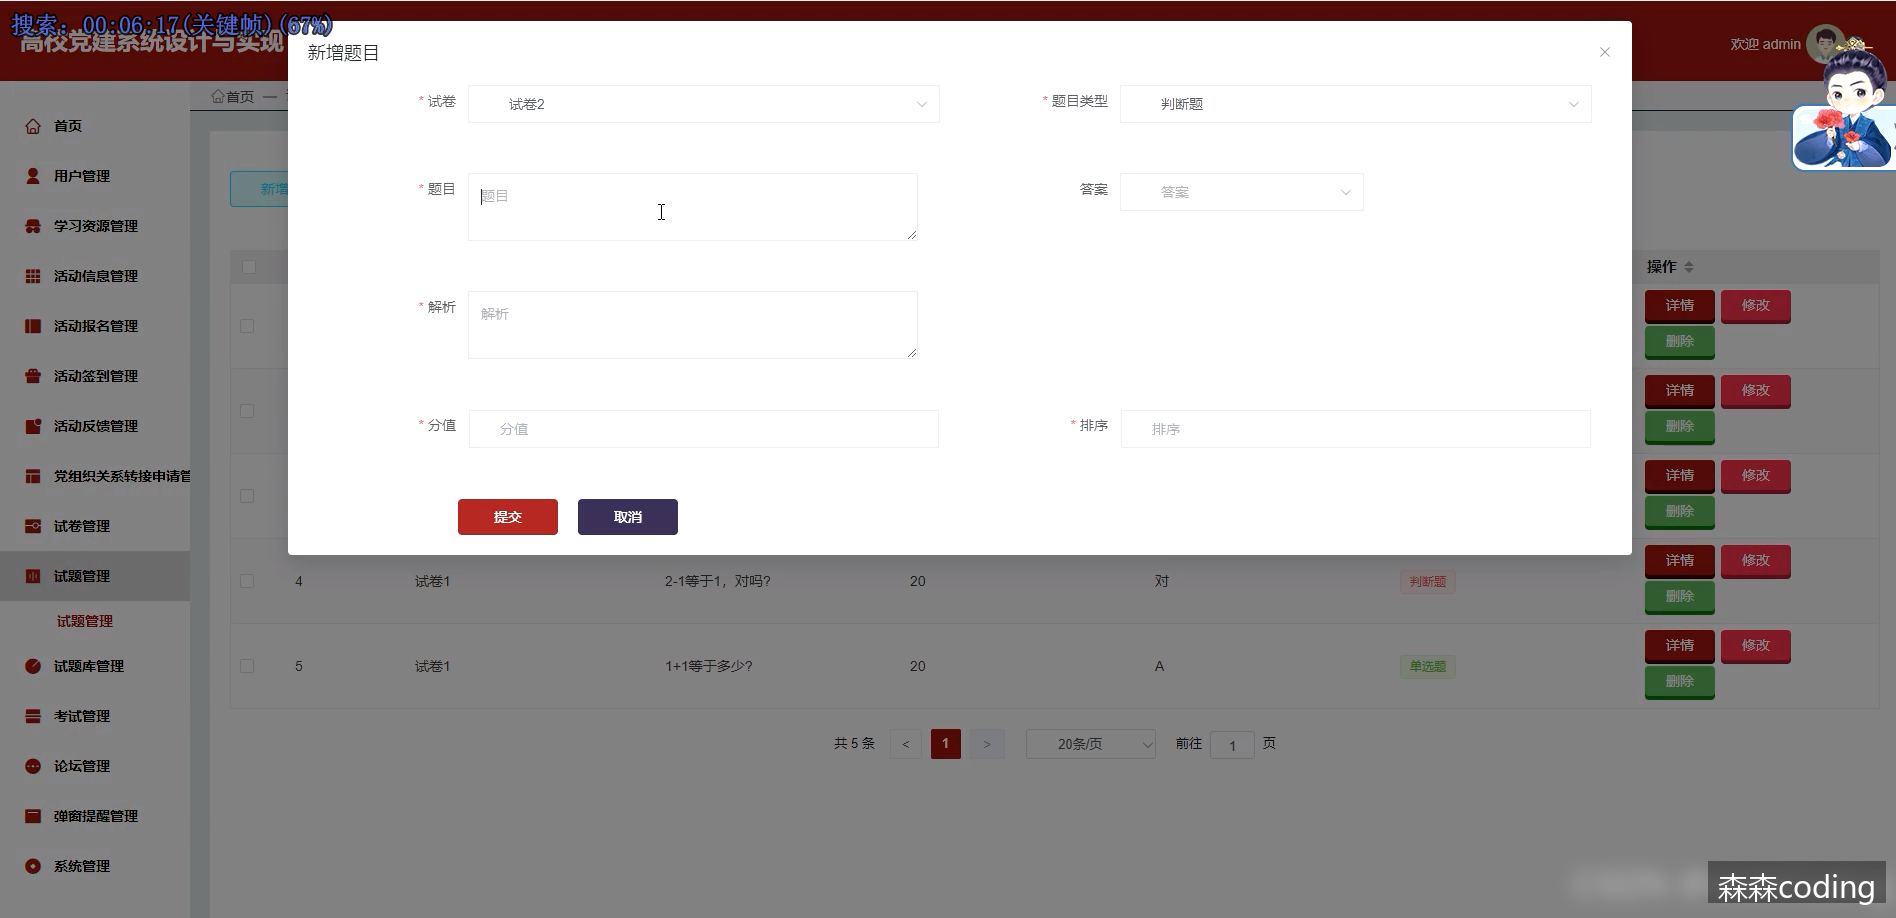 搜索：00:06:17(关键帧)(67%)
高校党建系统设计与实现
欢迎 admin
首页 —
首页
用户管理
学习资源管理
活动信息管理
活动报名管理
活动签到管理
活动反馈管理
党组织关系转接申请管
试卷管理
试题管理
试题管理
试题库管理
考试管理
论坛管理
弹窗提醒管理
系统管理
新增
新增题目
* 试卷 试卷2
* 题目类型 判断题
* 题目 题目
答案 答案
* 解析 解析
* 分值 分值
* 排序 排序
提交 取消
操作
详情 修改
删除
详情 修改
删除
详情 修改
删除
4 试卷1 2-1等于1，对吗? 20 对 判断题 详情 修改
删除
5 试卷1 1+1等于多少? 20 A 单选题 详情 修改
删除
共 5 条 < 1 > 20条/页 前往 1 页
森森coding